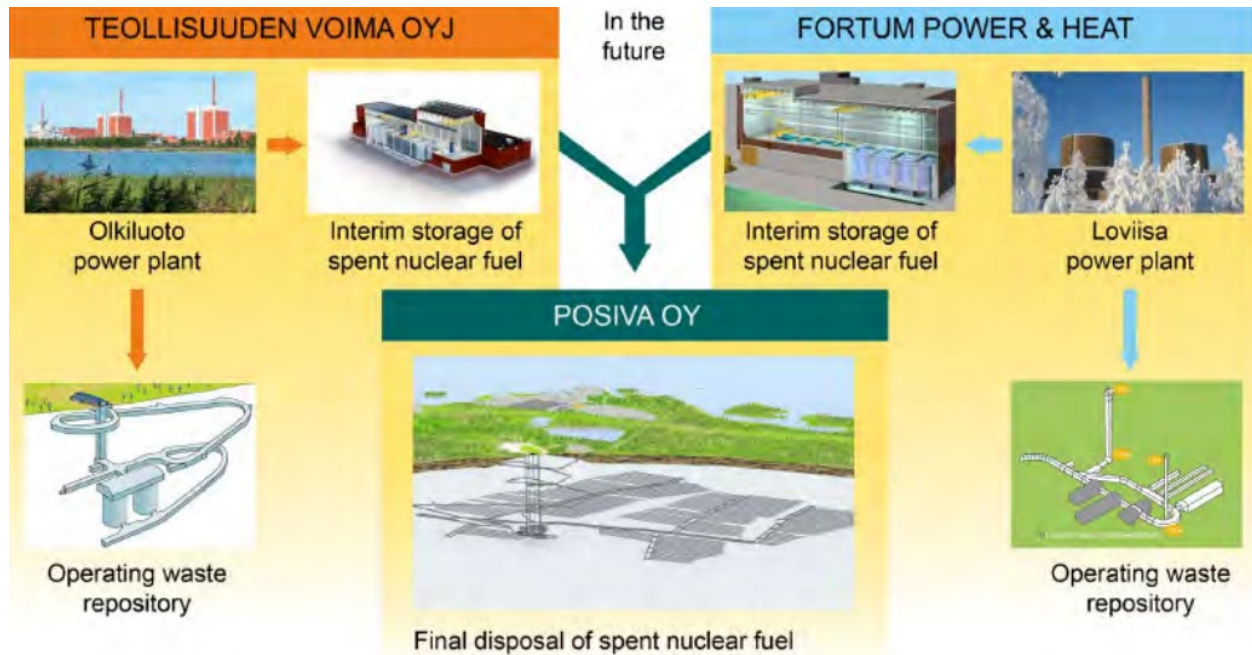 TEOLLISUUDEN VOIMA OYJ
In the
future
FORTUM POWER & HEAT
Olkiluoto
power plant
Interim storage of
spent nuclear fuel
Interim storage of
spent nuclear fuel
Loviisa
power plant
POSIVA OY
Operating waste
repository
Final disposal of spent nuclear fuel
Operating waste
repository